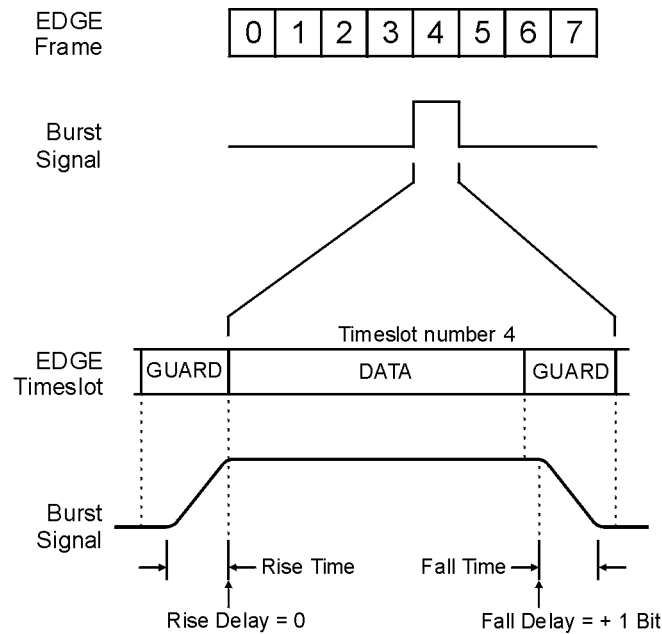 EDGE
Frame
0 1 2 3 4 5 6 7
Burst
Signal
Timeslot number 4
EDGE
Timeslot
GUARD DATA GUARD
Burst
Signal
Rise Time
Fall Time
Rise Delay = 0
Fall Delay = + 1 Bit